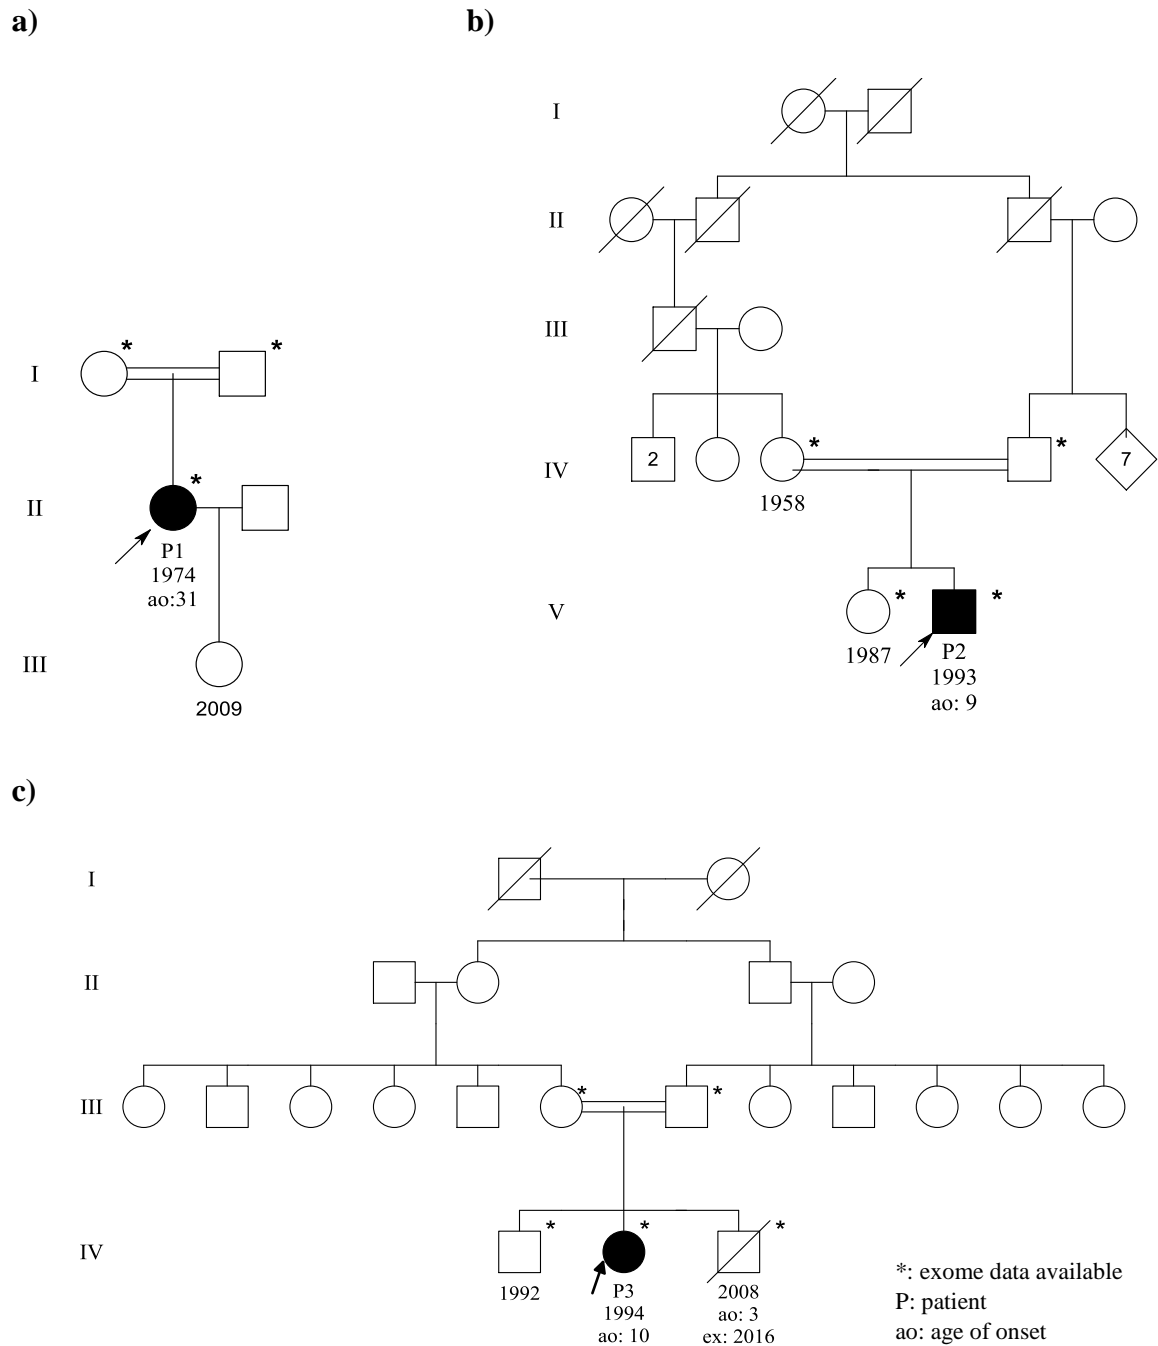 a)
I
*
*
II
*
P1
1974
ao:31
III
2009
b)
I
II
III
IV
2
*
*
7
1958
V
*
*
1987
P2
1993
ao: 9
c)
I
II
III
*
*
IV
*
*
*
1992
P3
1994
ao: 10
2008
ao: 3
ex: 2016
*: exome data available
P: patient
ao: age of onset